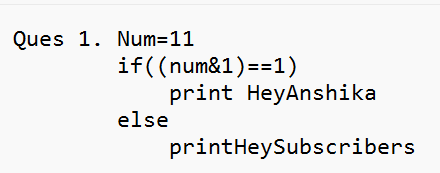 Ques 1. Num=11
if((num&1)==1)
print HeyAnshika
else
printHeySubscribers